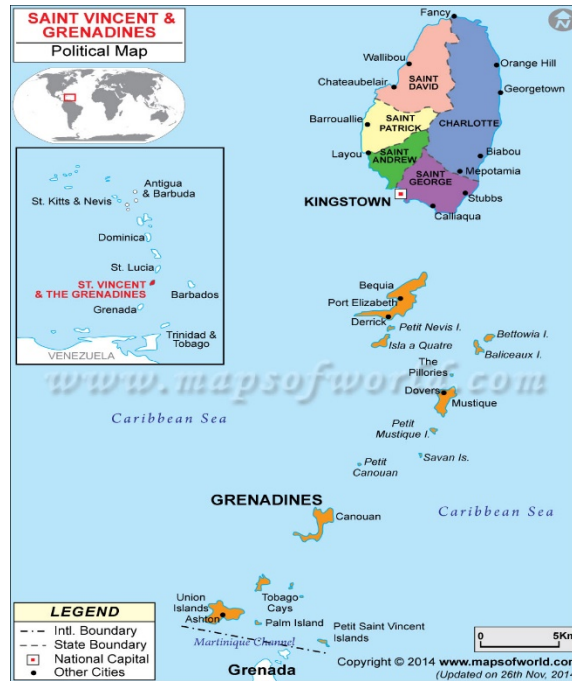 SAINT VINCENT &
GRENADINES
Political Map
N
Fancy
Wallibou
Orange Hill
SAINT
DAVID
Chateaubelair
Georgetown
SAINT
PATRICK
CHARLOTTE
Barrouallie
Layou
SAINT
ANDREW
Biabou
SAINT
GEORGE
Mepotamia
KINGSTOWN
Stubbs
Calliaqua
Antigua
& Barbuda
St. Kitts & Nevis
Dominica
St. Lucia
ST. VINCENT
& THE GRENADINES
Barbados
Grenada
Trinidad &
Tobago
VENEZUELA
Bequia
Port Elizabeth
Derrick
Petit Nevis I.
Isla a Quatre
Bettowia I.
Baliceaux I.
The
Pillories
www.mapsofworld.com
Dovers
Mustique
Caribbean Sea
Petit
Mustique I.
Savan Is.
Petit
Canouan
GRENADINES
Canouan
Caribbean Sea
Union
Islands
Ashton
Tobago
Cays
Palm Island
Petit Saint Vincent
Islands
Martinique Channel
Grenada
LEGEND
Intl. Boundary
State Boundary
National Capital
Other Cities
0 5Km
Copyright © 2014 www.mapsofworld.com
(Updated on 26th Nov, 2014)